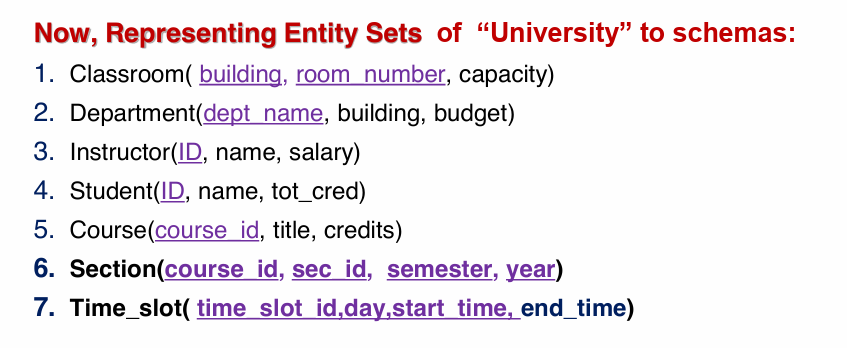 Now, Representing Entity Sets of “University” to schemas:
1. Classroom( building, room_number, capacity)
2. Department(dept_name, building, budget)
3. Instructor(ID, name, salary)
4. Student(ID, name, tot_cred)
5. Course(course_id, title, credits)
6. Section(course_id, sec_id, semester, year)
7. Time_slot( time_slot_id,day,start_time, end_time)